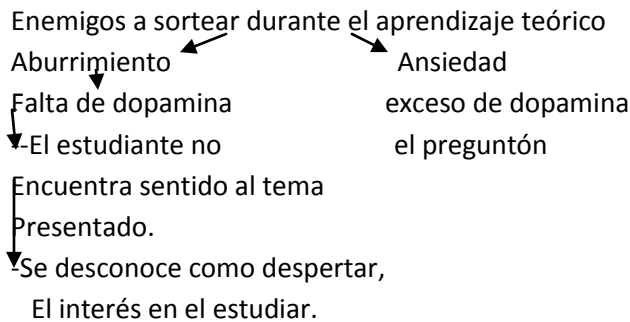 Enemigos a sortear durante el aprendizaje teórico
Aburrimiento Ansiedad
Falta de dopamina exceso de dopamina
--El estudiante no el preguntón
Encuentra sentido al tema
Presentado.
-Se desconoce como despertar,
El interés en el estudiar.